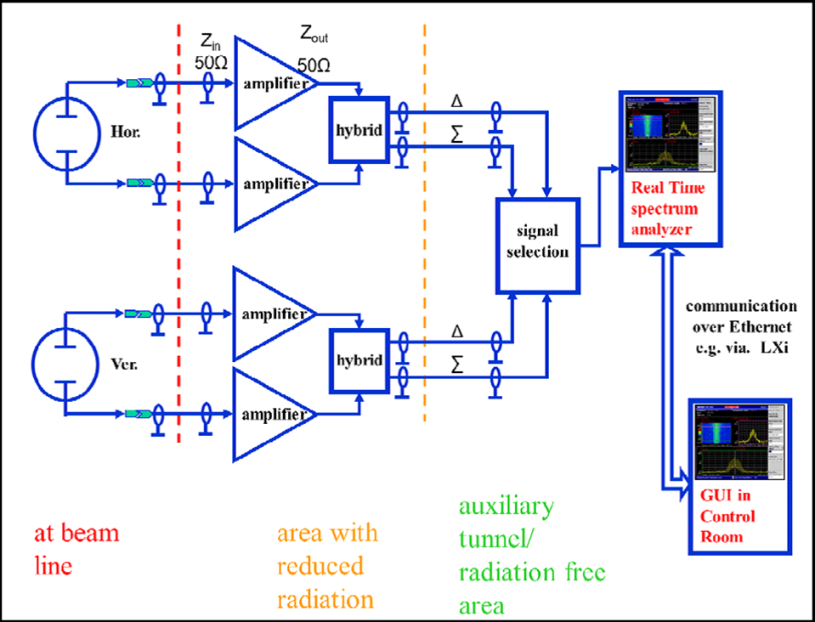 Zin
50Ω
Zout
50Ω
amplifier
Hor.
hybrid
Δ
Σ
amplifier
Real Time
spectrum
analyzer
signal
selection
amplifier
Ver.
hybrid
Δ
Σ
amplifier
communication
over Ethernet
e.g. via. LXi
GUI in
Control
Room
at beam
line
area with
reduced
radiation
auxiliary
tunnel/
radiation free
area